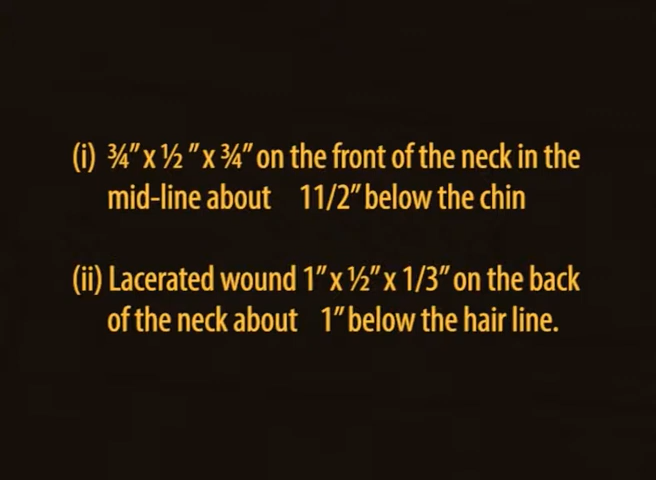 (i) ¾" x ½ " x ¾" on the front of the neck in the
mid-line about 11/2" below the chin
(ii) Lacerated wound 1" x ½" x 1/3" on the back
of the neck about 1" below the hair line.